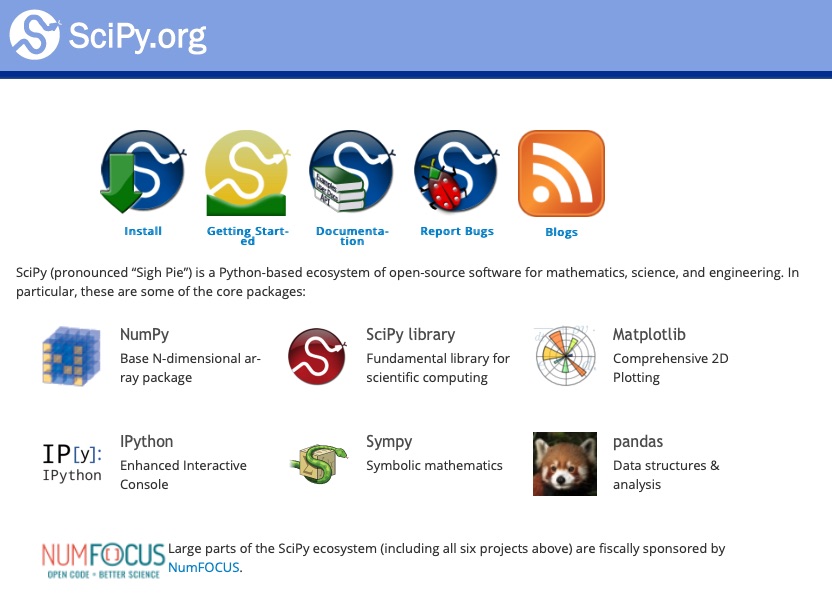 SciPy.org
Examples
User Docs
API
Install
Getting Start-
ed
Documenta-
tion
Report Bugs
Blogs
SciPy (pronounced “Sigh Pie”) is a Python-based ecosystem of open-source software for mathematics, science, and engineering. In
particular, these are some of the core packages:
NumPy
Base N-dimensional ar-
ray package
SciPy library
Fundamental library for
scientific computing
Matplotlib
Comprehensive 2D
Plotting
IP[y]:
IPython
IPython
Enhanced Interactive
Console
Sympy
Symbolic mathematics
pandas
Data structures &
analysis
NUMFOCUS
OPEN CODE = BETTER SCIENCE
Large parts of the SciPy ecosystem (including all six projects above) are fiscally sponsored by
NumFOCUS.